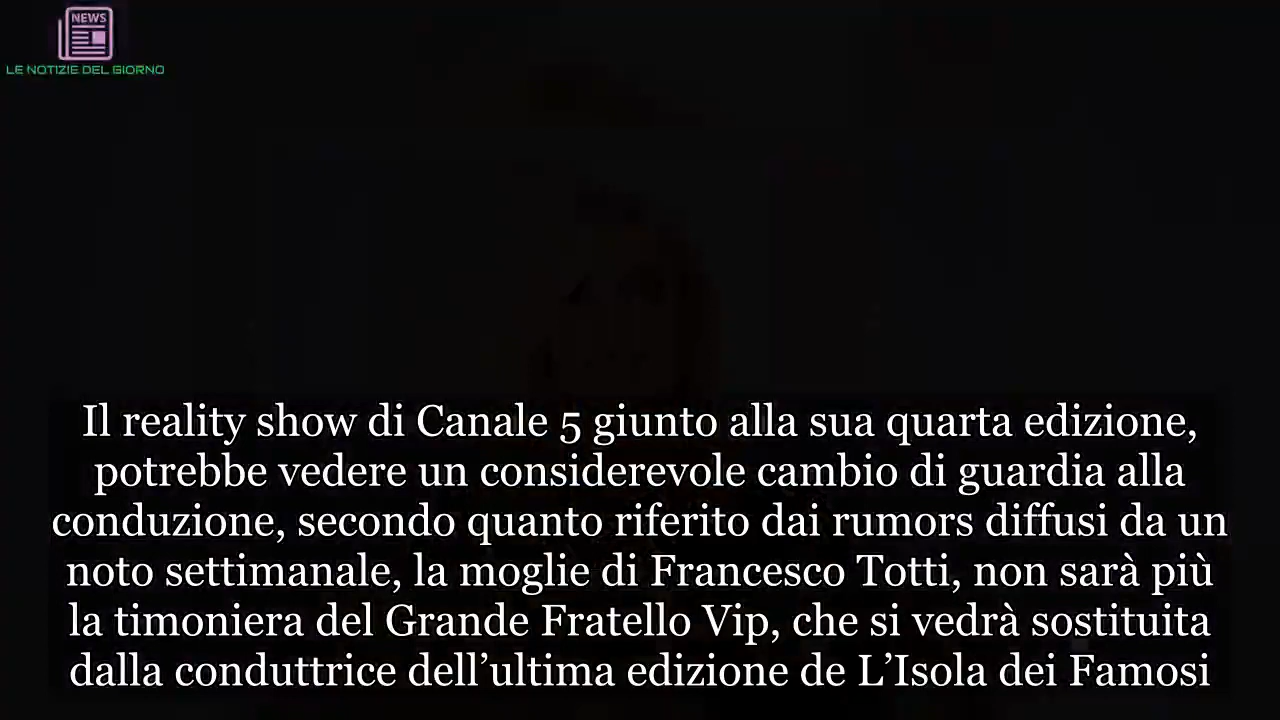 NEWS
LE NOTIZIE DEL GIORNO
Il reality show di Canale 5 giunto alla sua quarta edizione,
potrebbe vedere un considerevole cambio di guardia alla
conduzione, secondo quanto riferito dai rumors diffusi da un
noto settimanale, la moglie di Francesco Totti, non sarà più
la timoniera del Grande Fratello Vip, che si vedrà sostituita
dalla conduttrice dell’ultima edizione de L’Isola dei Famosi